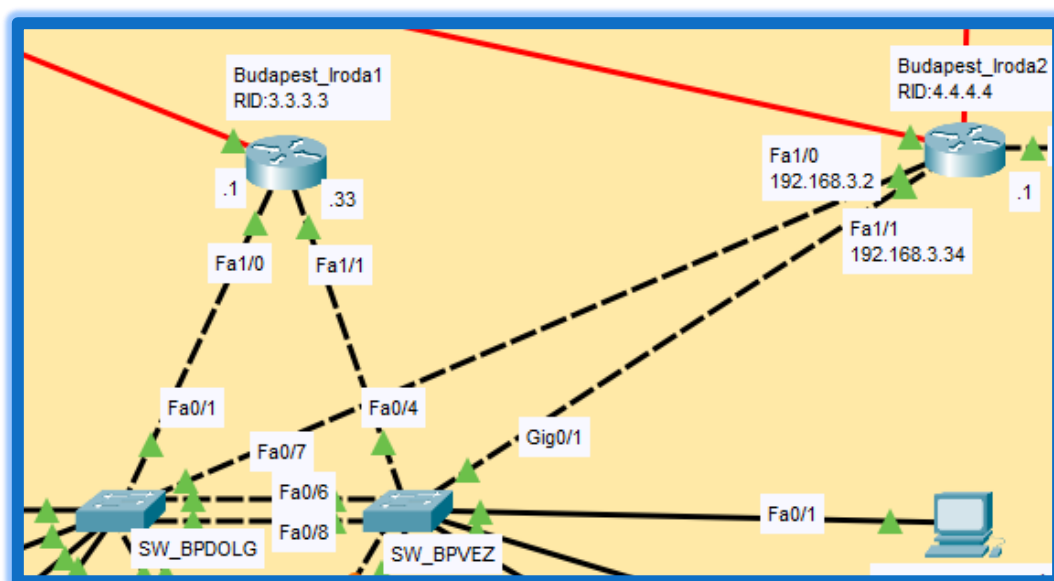 Budapest_Iroda1
RID:3.3.3.3
Budapest_Iroda2
RID:4.4.4.4
Fa1/0
192.168.3.2
.1
.33
.1
Fa1/1
192.168.3.34
Fa1/0
Fa1/1
Fa0/1
Fa0/4
Gig0/1
Fa0/7
Fa0/6
Fa0/8
Fa0/1
SW_BPDOLG
SW_BPVEZ